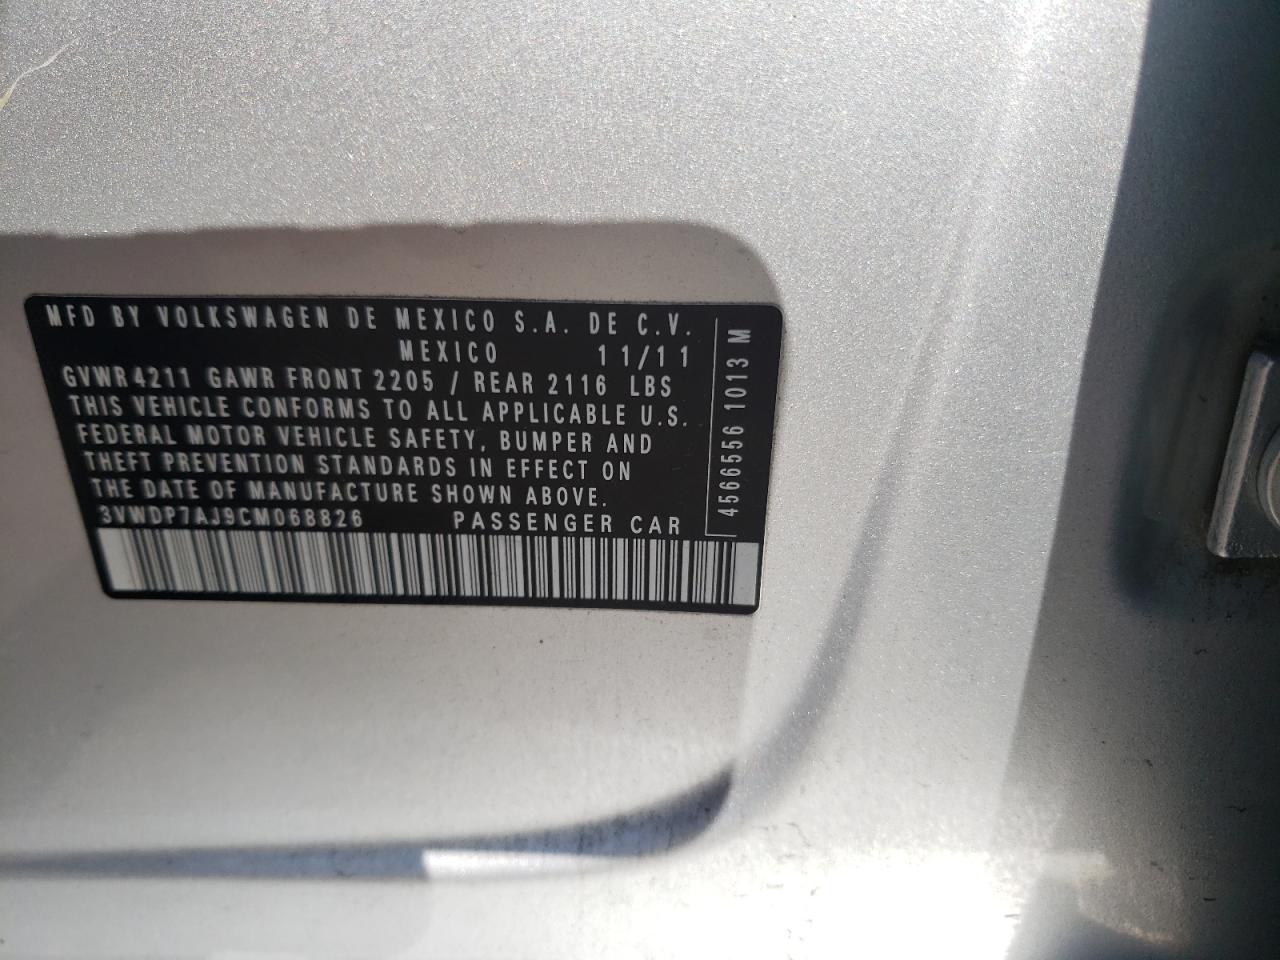 MFD BY VOLKSWAGEN DE MEXICO S.A. DE C.V.
MEXICO 11/11
GVWR 4211 GAWR FRONT 2205 / REAR 2116 LBS
THIS VEHICLE CONFORMS TO ALL APPLICABLE U.S.
FEDERAL MOTOR VEHICLE SAFETY, BUMPER AND
THEFT PREVENTION STANDARDS IN EFFECT ON
THE DATE OF MANUFACTURE SHOWN ABOVE.
3VWDP7AJ9CM068826 PASSENGER CAR
4566556 1013 M